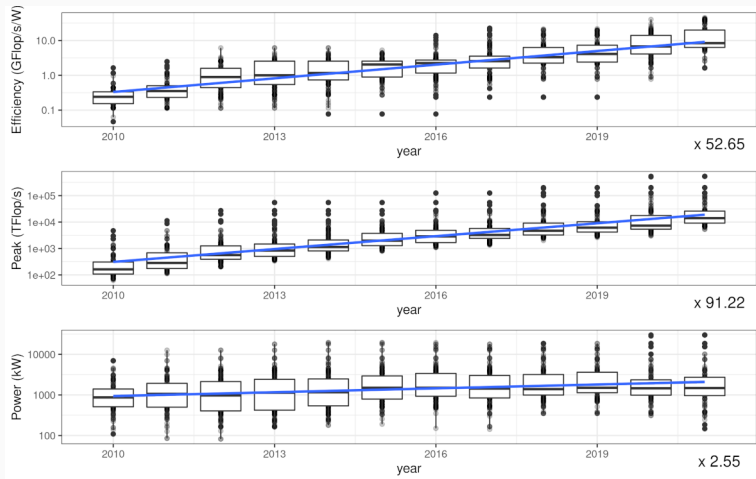 Efficiency (GFlop/s/W)
10.0
1.0
0.1
2010 2013 2016 2019
year
x 52.65
Peak (TFlop/s)
1e+05
1e+04
1e+03
1e+02
2010 2013 2016 2019
year
x 91.22
Power (kW)
10000
1000
100
2010 2013 2016 2019
year
x 2.55